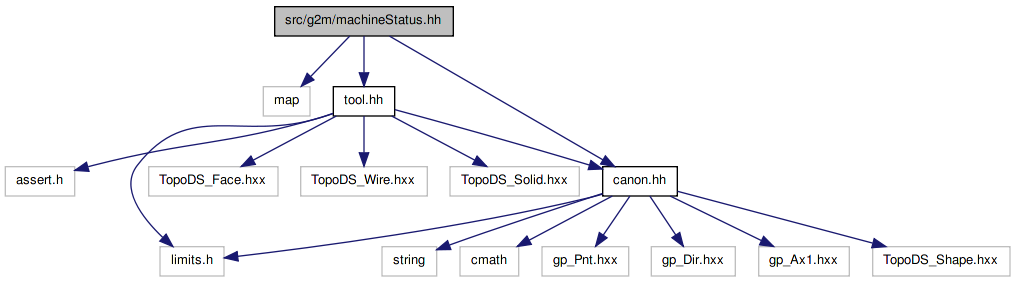 src/g2m/machineStatus.hh
map
tool.hh
assert.h
TopoDS_Face.hxx
TopoDS_Wire.hxx
TopoDS_Solid.hxx
canon.hh
limits.h
string
cmath
gp_Pnt.hxx
gp_Dir.hxx
gp_Ax1.hxx
TopoDS_Shape.hxx